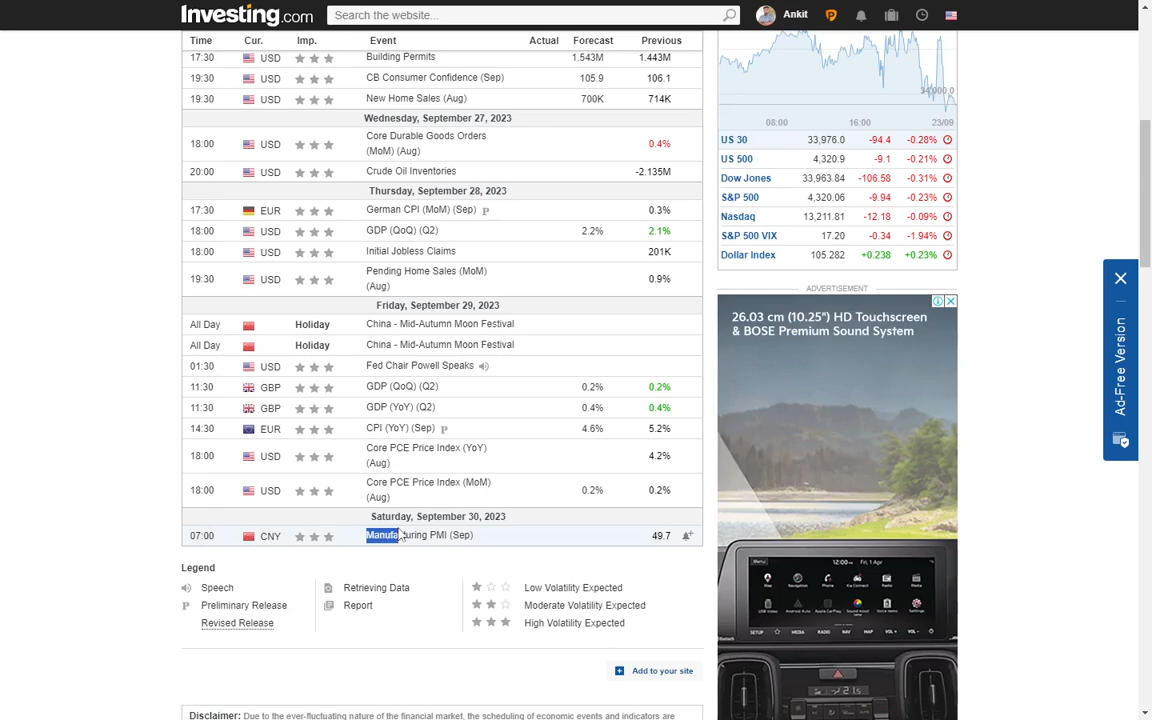 Investing.com
Search the website...
Ankit
Time Cur. Imp. Event Actual Forecast Previous
17:30 USD Building Permits 1.543M 1.443M
19:30 USD CB Consumer Confidence (Sep) 105.9 106.1
19:30 USD New Home Sales (Aug) 700K 714K
Wednesday, September 27, 2023
18:00 USD Core Durable Goods Orders 0.4%
(MoM) (Aug)
20:00 USD Crude Oil Inventories -2.135M
Thursday, September 28, 2023
17:30 EUR German CPI (MoM) (Sep) P 0.3%
18:00 USD GDP (QoQ) (Q2) 2.2% 2.1%
18:00 USD Initial Jobless Claims 201K
19:30 USD Pending Home Sales (MoM) 0.9%
(Aug)
Friday, September 29, 2023
All Day Holiday China - Mid-Autumn Moon Festival
All Day Holiday China - Mid-Autumn Moon Festival
01:30 USD Fed Chair Powell Speaks
11:30 GBP GDP (QoQ) (Q2) 0.2% 0.2%
11:30 GBP GDP (YoY) (Q2) 0.4% 0.4%
14:30 EUR CPI (YoY) (Sep) P 4.6% 5.2%
18:00 USD Core PCE Price Index (YoY) 4.2%
(Aug)
18:00 USD Core PCE Price Index (MoM) 0.2% 0.2%
(Aug)
Saturday, September 30, 2023
07:00 CNY Manufacturing PMI (Sep) 49.7
Legend
Speech Retrieving Data Low Volatility Expected
P Preliminary Release Report Moderate Volatility Expected
Revised Release High Volatility Expected
Add to your site
Disclaimer: Due to the ever-fluctuating nature of the financial market, the scheduling of economic events and indicators are
34,000.0
08:00 16:00 23/09
US 30 33,976.0 -94.4 -0.28%
US 500 4,320.9 -9.1 -0.21%
Dow Jones 33,963.84 -106.58 -0.31%
S&P 500 4,320.06 -9.94 -0.23%
Nasdaq 13,211.81 -12.18 -0.09%
S&P 500 VIX 17.20 -0.34 -1.94%
Dollar Index 105.282 +0.238 +0.23%
ADVERTISEMENT
26.03 cm (10.25") HD Touchscreen
& BOSE Premium Sound System
12:00 Fri, 1 Apr
SETUP MEDIA RADIO NAV MAP
Ad-Free Version